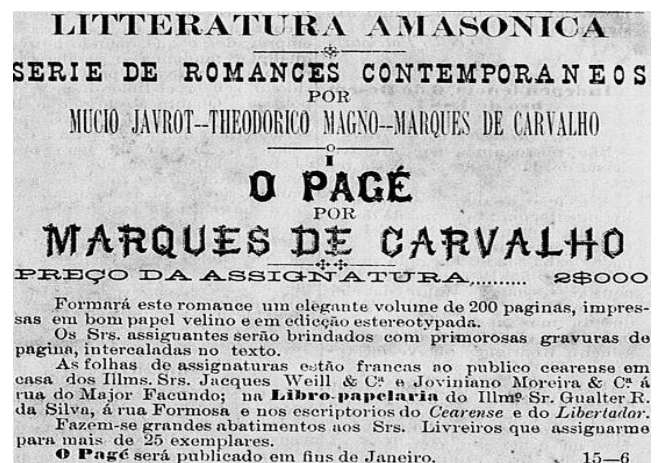 LITTERATURA AMASONICA
SERIE DE ROMANCES CONTEMPORANEOS
POR
MUCIO JAVROT--THEODORICO MAGNO--MARQUES DE CARVALHO
I
O PAGÉ
POR
MARQUES DE CARVALHO
PREÇO DA ASSIGNATURA.......... 2$000
Formará este romance um elegante volume de 200 paginas, impres-
sas em bom papel velino e em edicção estereotypada.
Os Srs. assignantes serão brindados com primorosas gravuras de
pagina, intercaladas no texto.
As folhas de assignaturas estão francas ao publico cearense em
casa dos Illms. Srs. Jacques Weill & Cª e Joviniano Moreira & Cª á
rua do Major Facundo; na Libro-papelaria do Illmº Sr. Gualter R.
da Silva, á rua Formosa e nos escriptorios do Cearense e do Libertador.
Fazem-se grandes abatimentos aos Srs. Livreiros que assignarme
para mais de 25 exemplares.
O Pagé será publicado em fins de Janeiro. 15—6